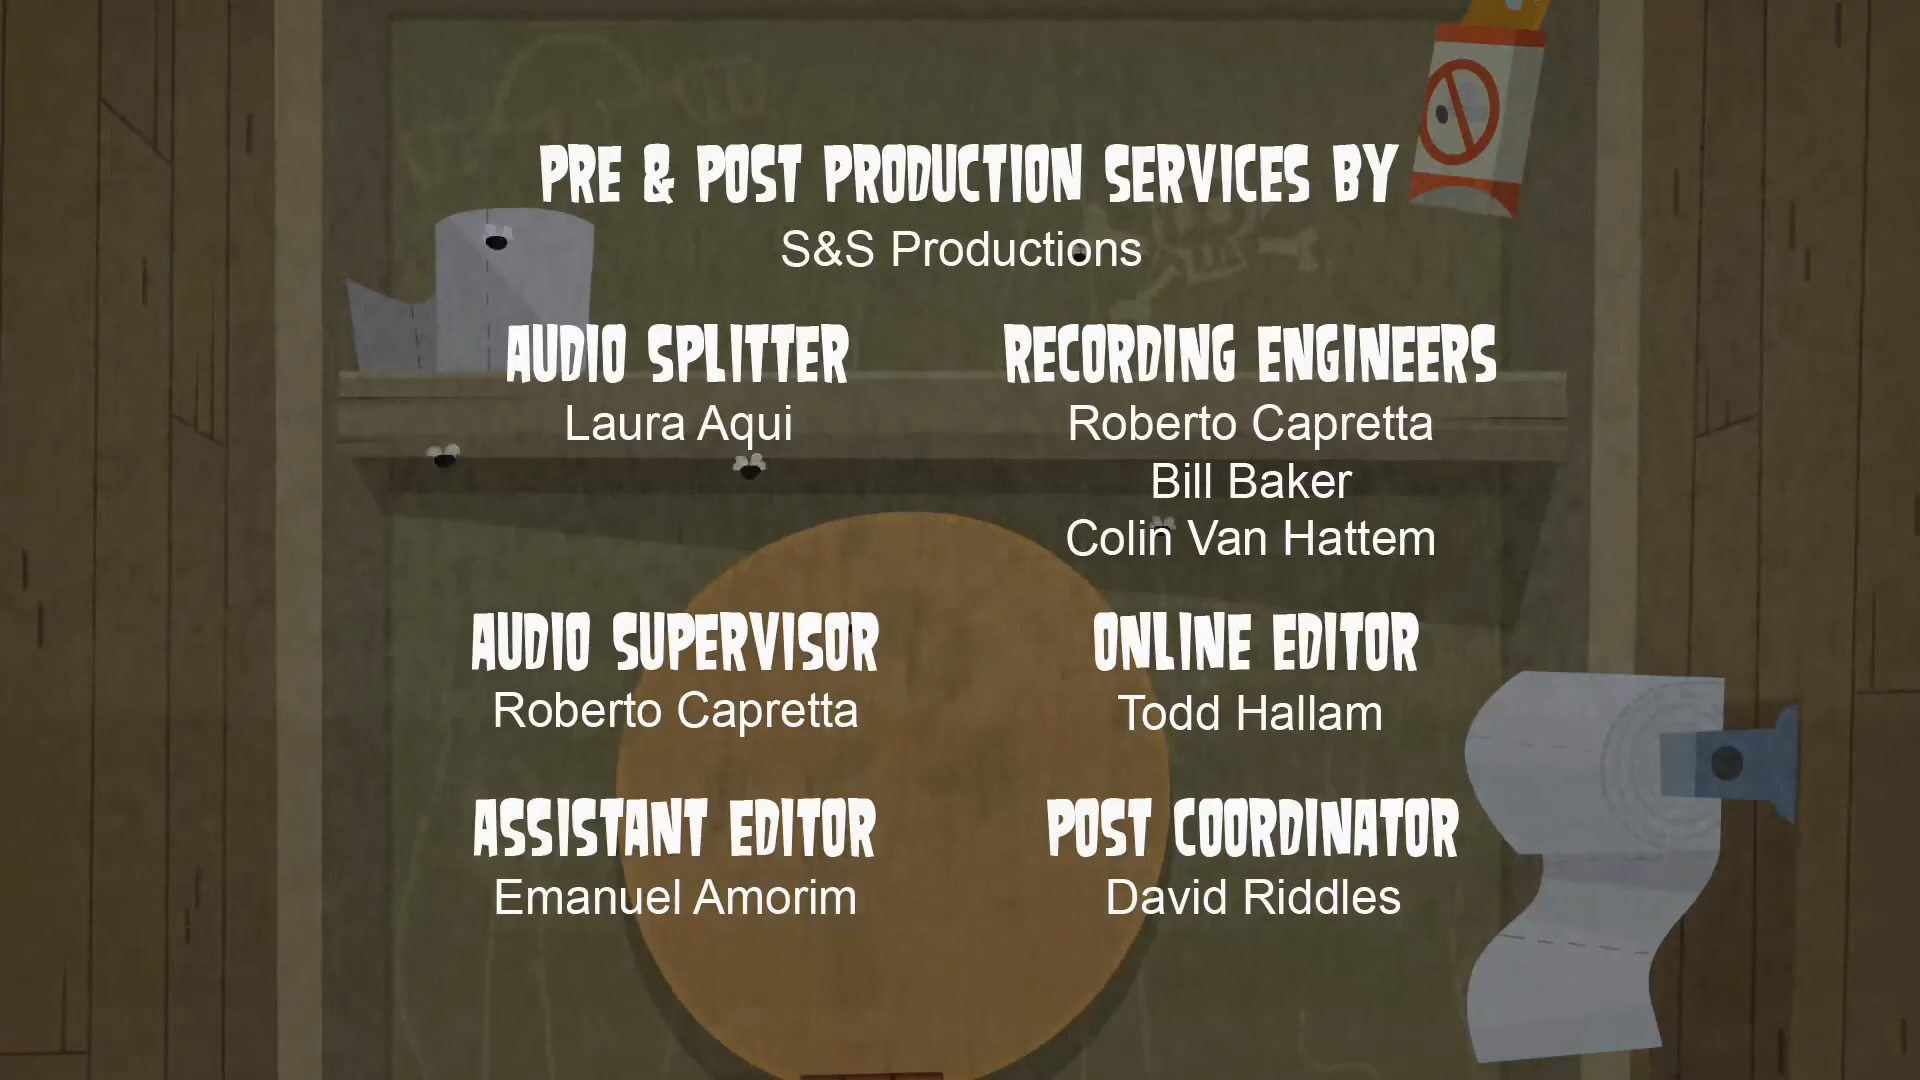 PRE & POST PRODUCTION SERVICES BY
S&S Productions
AUDIO SPLITTER
Laura Aqui
RECORDING ENGINEERS
Roberto Capretta
Bill Baker
Colin Van Hattem
AUDIO SUPERVISOR
Roberto Capretta
ONLINE EDITOR
Todd Hallam
ASSISTANT EDITOR
Emanuel Amorim
POST COORDINATOR
David Riddles